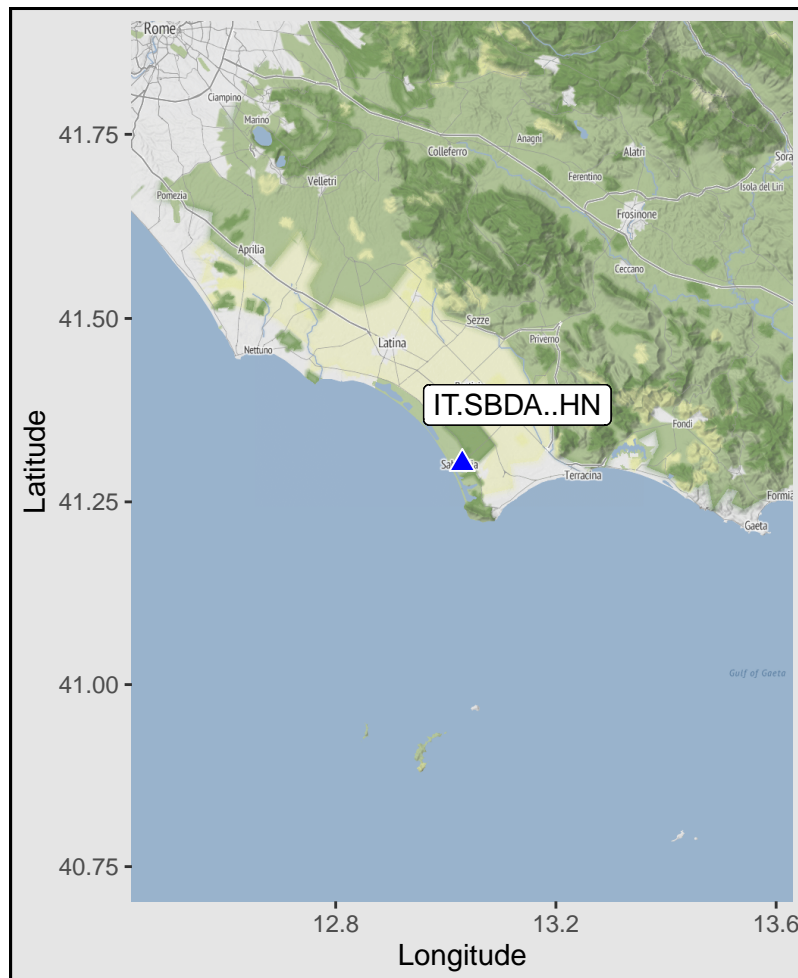 Rome
Ciampino
Marino
41.75
Anagni
Colleferro
Alatri
Sora
Velletri
Ferentino
Isola del Liri
Pomezia
Frosinone
Aprilia
Ceccano
41.50
Sezze
Priverno
Latina
Nettuno
IT.SBDA..HN
Fondi
Terracina
41.25
Formia
Gaeta
Latitude
Gulf of Gaeta
41.00
40.75
12.8
13.2
13.6
Longitude